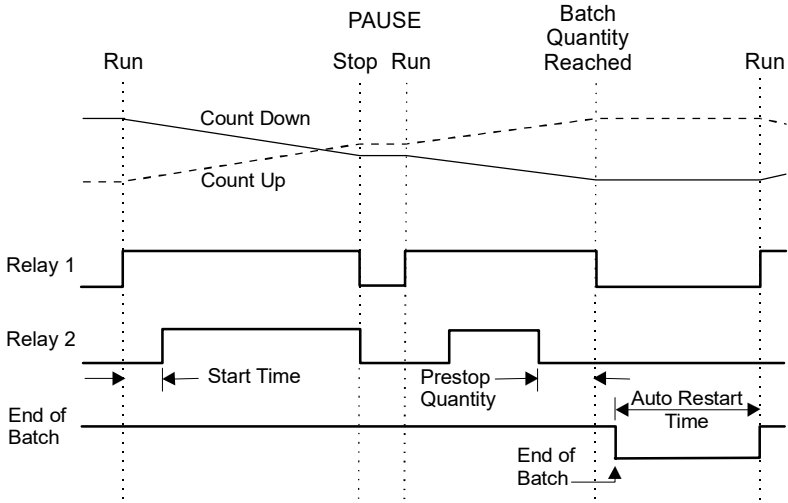 PAUSE
Batch
Quantity
Reached
Run
Stop
Run
Run
Count Down
Count Up
Relay 1
Relay 2
Start Time
Prestop
Quantity
Auto Restart
Time
End of
Batch
End of
Batch